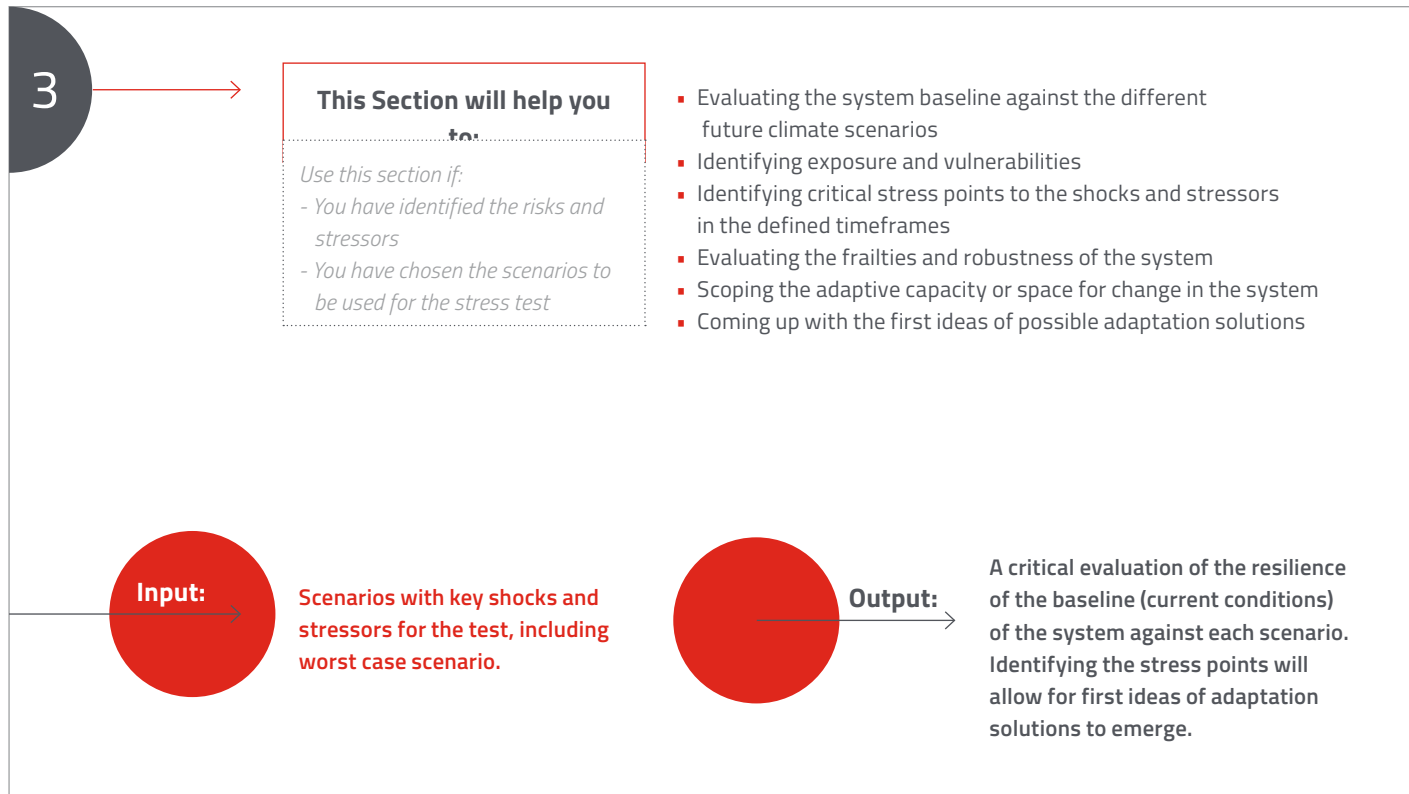 3
This Section will help you
to:
Use this section if:
- You have identified the risks and
stressors
- You have chosen the scenarios to
be used for the stress test
▪ Evaluating the system baseline against the different
future climate scenarios
▪ Identifying exposure and vulnerabilities
▪ Identifying critical stress points to the shocks and stressors
in the defined timeframes
▪ Evaluating the frailties and robustness of the system
▪ Scoping the adaptive capacity or space for change in the system
▪ Coming up with the first ideas of possible adaptation solutions
Input:
Scenarios with key shocks and
stressors for the test, including
worst case scenario.
Output:
A critical evaluation of the resilience
of the baseline (current conditions)
of the system against each scenario.
Identifying the stress points will
allow for first ideas of adaptation
solutions to emerge.